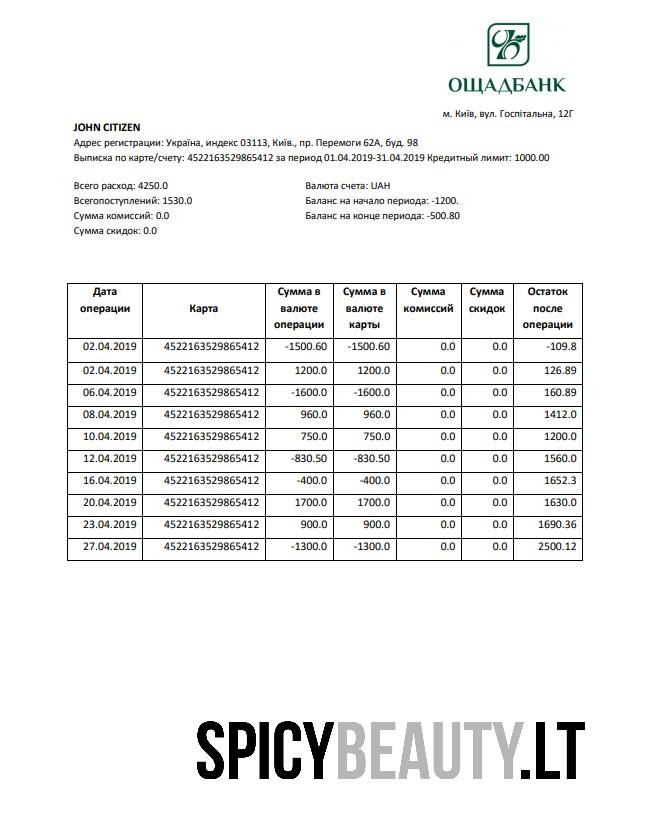 ОЩАДБАНК
м. Київ, вул. Госпітальна, 12Г
JOHN CITIZEN
Адрес регистрации: Україна, индекс 03113, Київ., пр. Перемоги 62А, буд. 98
Выписка по карте/счету: 4522163529865412 за период 01.04.2019-31.04.2019 Кредитный лимит: 1000.00
Всего расход: 4250.0 Валюта счета: UAH
Всегопоступлений: 1530.0 Баланс на начало периода: -1200.
Сумма комиссий: 0.0 Баланс на конце периода: -500.80
Сумма скидок: 0.0
Дата операции Карта Сумма в валюте операции Сумма в валюте карты Сумма комиссий Сумма скидок Остаток после операции
02.04.2019 4522163529865412 -1500.60 -1500.60 0.0 0.0 -109.8
02.04.2019 4522163529865412 1200.0 1200.0 0.0 0.0 126.89
06.04.2019 4522163529865412 -1600.0 -1600.0 0.0 0.0 160.89
08.04.2019 4522163529865412 960.0 960.0 0.0 0.0 1412.0
10.04.2019 4522163529865412 750.0 750.0 0.0 0.0 1200.0
12.04.2019 4522163529865412 -830.50 -830.50 0.0 0.0 1560.0
16.04.2019 4522163529865412 -400.0 -400.0 0.0 0.0 1652.3
20.04.2019 4522163529865412 1700.0 1700.0 0.0 0.0 1630.0
23.04.2019 4522163529865412 900.0 900.0 0.0 0.0 1690.36
27.04.2019 4522163529865412 -1300.0 -1300.0 0.0 0.0 2500.12
SPICYBEAUTY.LT